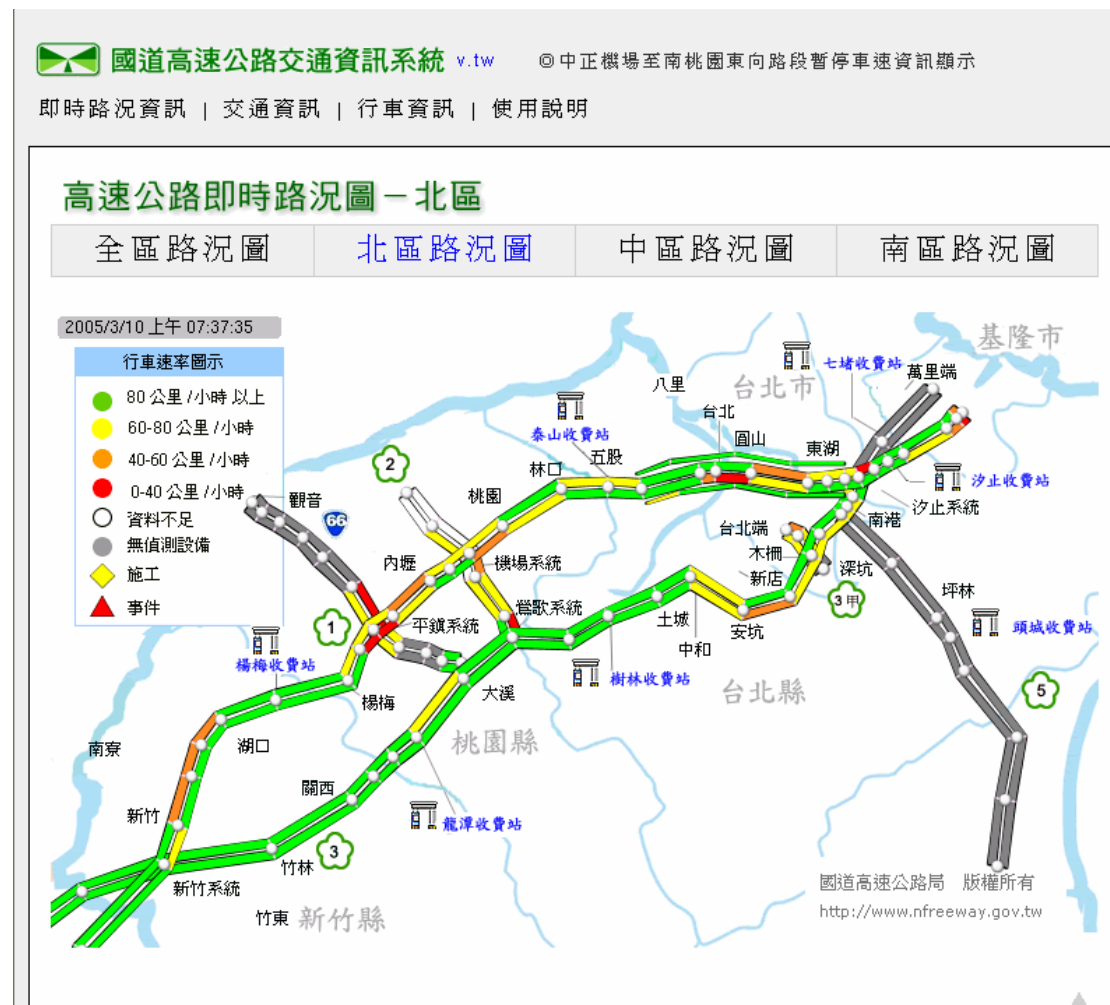 國道高速公路交通資訊系統 v.tw ◎中正機場至南桃園東向路段暫停車速資訊顯示
即時路況資訊 | 交通資訊 | 行車資訊 | 使用說明
高速公路即時路況圖－北區
全區路況圖 北區路況圖 中區路況圖 南區路況圖
2005/3/10 上午 07:37:35
行車速率圖示
80 公里 /小時 以上
60-80 公里 /小時
40-60 公里 /小時
0-40 公里 /小時
資料不足
無偵測設備
施工
事件
基隆市
七堵收費站
萬里端
八里
台北市
台北
泰山收費站
圓山
五股
東湖
2
林口
汐止收費站
桃園
汐止系統
觀音
66
南港
台北端
木柵
內壢
機場系統
深坑
新店
坪林
3甲
鶯歌系統
1
平鎮系統
土城
安坑
頭城收費站
中和
楊梅收費站
樹林收費站
台北縣
5
大溪
楊梅
桃園縣
湖口
南寮
關西
新竹
龍潭收費站
3
竹林
新竹系統
國道高速公路局 版權所有
http://www.nfreeway.gov.tw
竹東
新竹縣